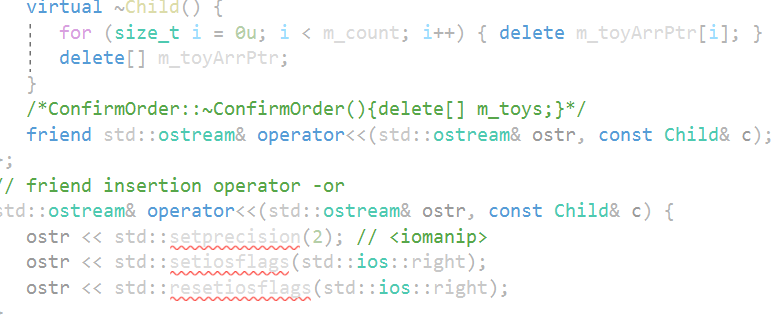 virtual ~Child() {
for (size_t i = 0u; i < m_count; i++) { delete m_toyArrPtr[i]; }
delete[] m_toyArrPtr;
}
/*ConfirmOrder::~ConfirmOrder(){delete[] m_toys;}*/
friend std::ostream& operator<<(std::ostream& ostr, const Child& c);
};
// friend insertion operator -or
std::ostream& operator<<(std::ostream& ostr, const Child& c) {
ostr << std::setprecision(2); // <iomanip>
ostr << std::setiosflags(std::ios::right);
ostr << std::resetiosflags(std::ios::right);